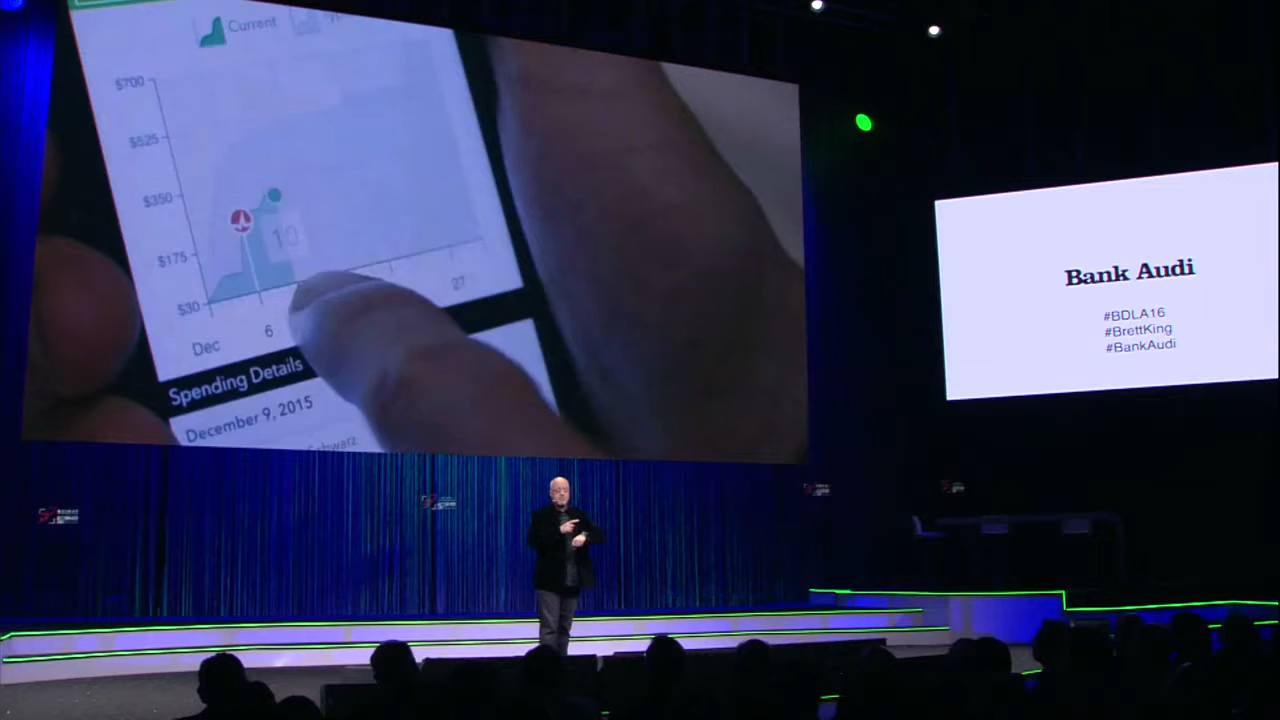 Current
$700
$525
$350
$175
$30
10
Dec
6
27
Spending Details
December 9, 2015
Bank Audi
#BDLA16
#BrettKing
#BankAudi